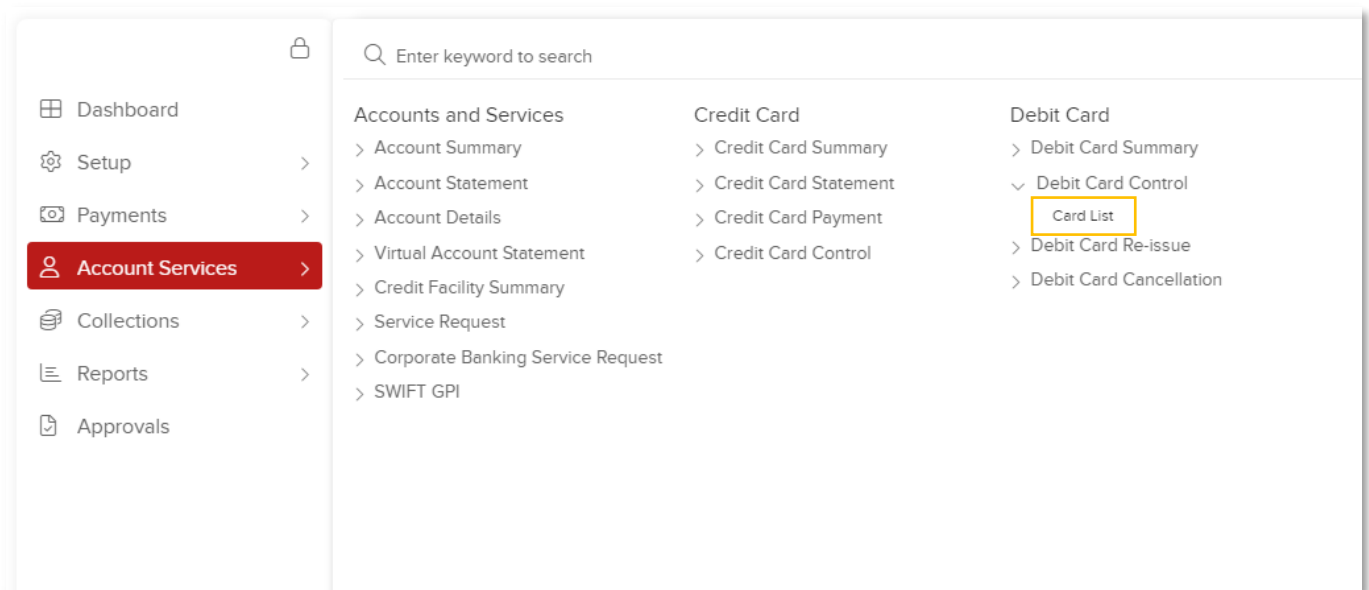 Enter keyword to search
Dashboard
Setup
Payments
Account Services
Collections
Reports
Approvals
Accounts and Services
Account Summary
Account Statement
Account Details
Virtual Account Statement
Credit Facility Summary
Service Request
Corporate Banking Service Request
SWIFT GPI
Credit Card
Credit Card Summary
Credit Card Statement
Credit Card Payment
Credit Card Control
Debit Card
Debit Card Summary
Debit Card Control
Card List
Debit Card Re-issue
Debit Card Cancellation